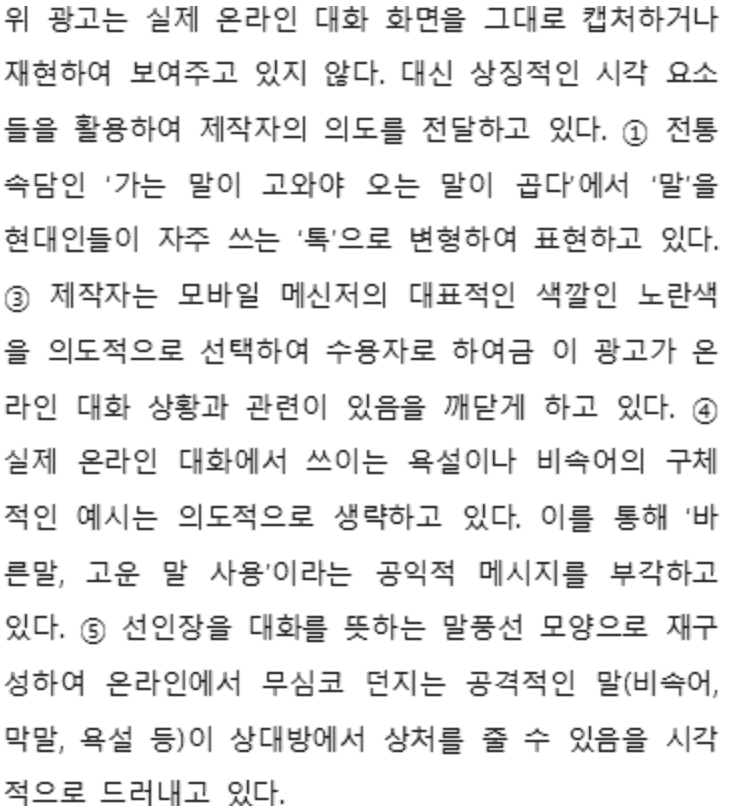 위 광고는 실제 온라인 대화 화면을 그대로 캡처하거나
재현하여 보여주고 있지 않다. 대신 상징적인 시각 요소
들을 활용하여 제작자의 의도를 전달하고 있다. ① 전통
속담인 '가는 말이 고와야 오는 말이 곱다'에서 '말'을
현대인들이 자주 쓰는 '톡'으로 변형하여 표현하고 있다.
③ 제작자는 모바일 메신저의 대표적인 색깔인 노란색
을 의도적으로 선택하여 수용자로 하여금 이 광고가 온
라인 대화 상황과 관련이 있음을 깨닫게 하고 있다. ④
실제 온라인 대화에서 쓰이는 욕설이나 비속어의 구체
적인 예시는 의도적으로 생략하고 있다. 이를 통해 '바
른말, 고운 말 사용'이라는 공익적 메시지를 부각하고
있다. ⑤ 선인장을 대화를 뜻하는 말풍선 모양으로 재구
성하여 온라인에서 무심코 던지는 공격적인 말(비속어,
막말, 욕설 등)이 상대방에서 상처를 줄 수 있음을 시각
적으로 드러내고 있다.